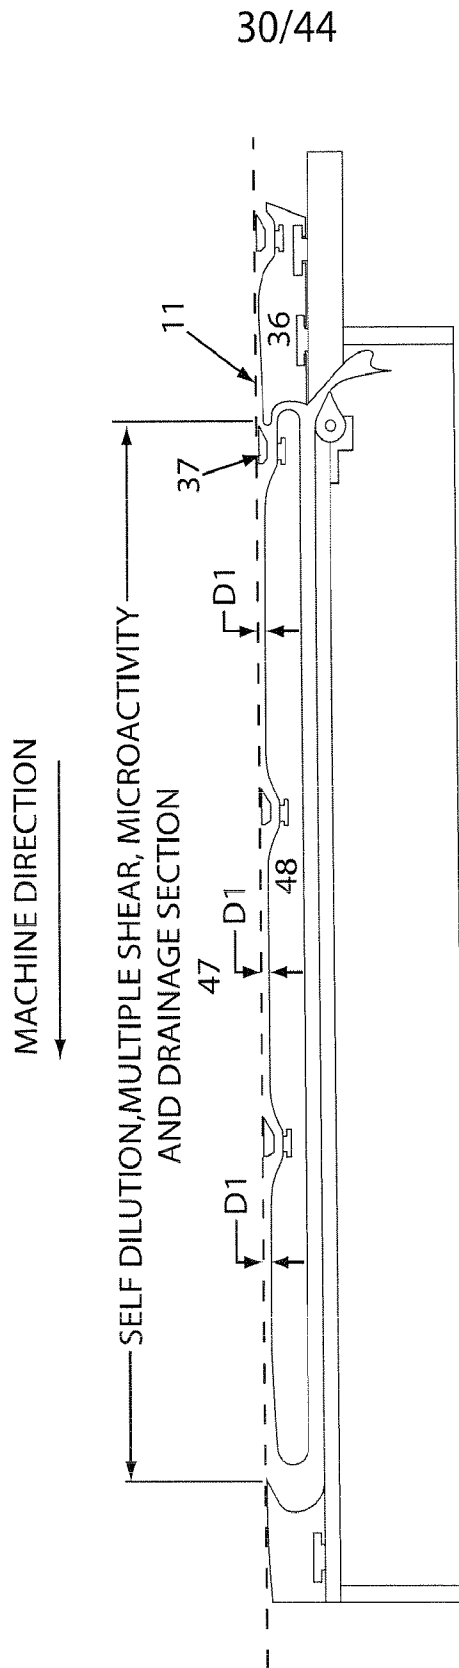 30/44
MACHINE DIRECTION
SELF DILUTION,MULTIPLE SHEAR, MICROACTIVITY
AND DRAINAGE SECTION
11
37
36
D1
D1
D1
47
48